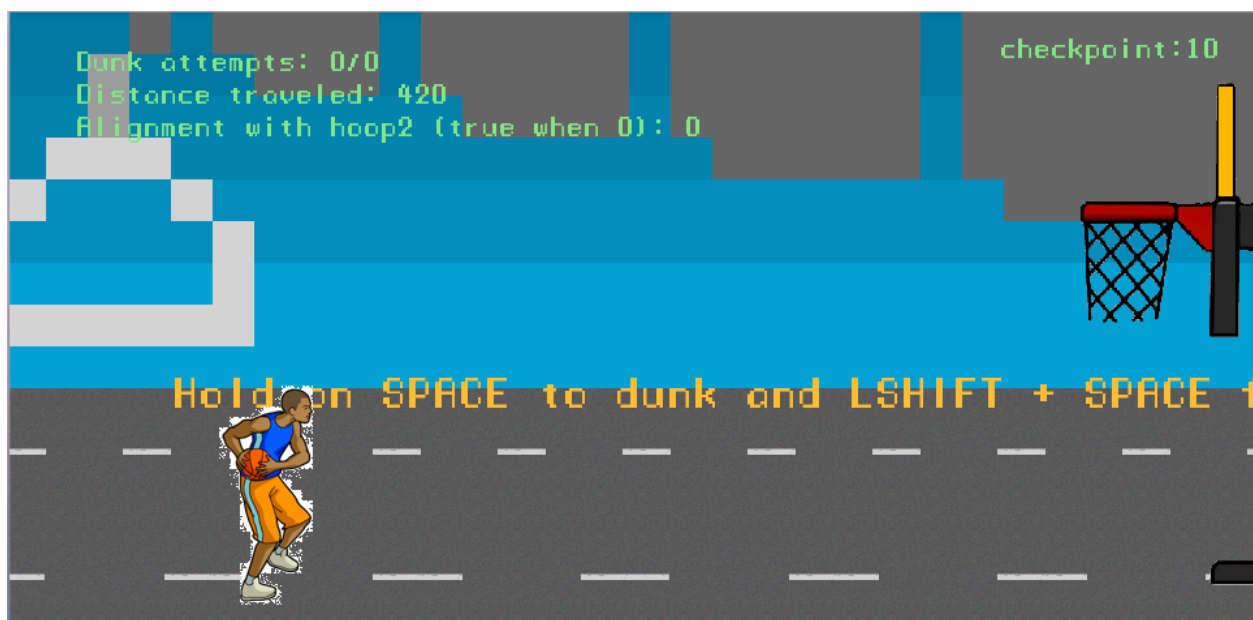 Dunk attempts: 0/0
checkpoint:10
Distance traveled: 420
Alignment with hoop2 (true when 0): 0
Hold on SPACE to dunk and LSHIFT + SPACE